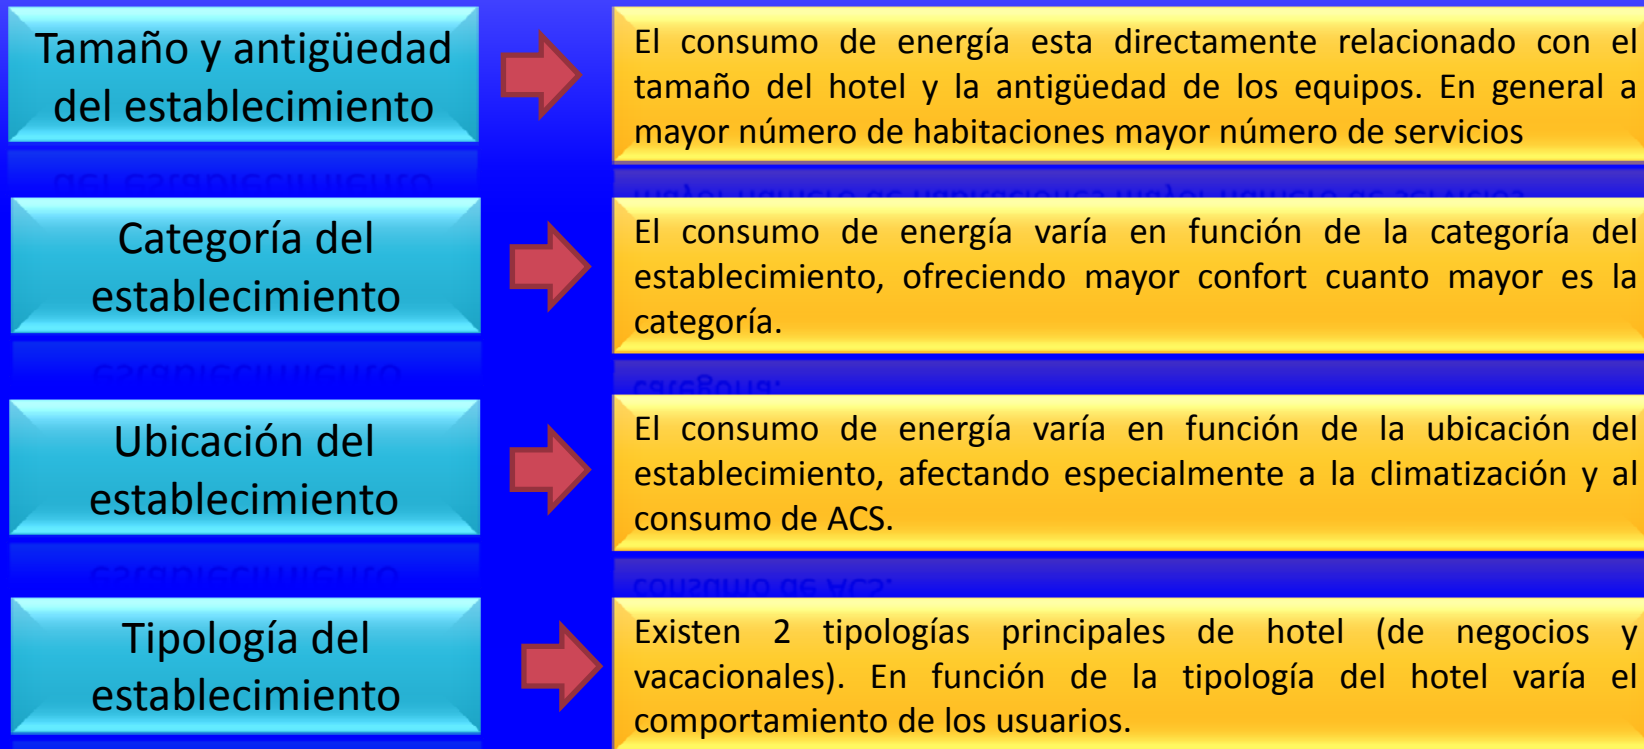 Tamaño y antigüedad
del establecimiento
El consumo de energía esta directamente relacionado con el
tamaño del hotel y la antigüedad de los equipos. En general a
mayor número de habitaciones mayor número de servicios
Categoría del
establecimiento
El consumo de energía varía en función de la categoría del
establecimiento, ofreciendo mayor confort cuanto mayor es la
categoría.
Ubicación del
establecimiento
El consumo de energía varía en función de la ubicación del
establecimiento, afectando especialmente a la climatización y al
consumo de ACS.
Tipología del
establecimiento
Existen 2 tipologías principales de hotel (de negocios y
vacacionales). En función de la tipología del hotel varía el
comportamiento de los usuarios.